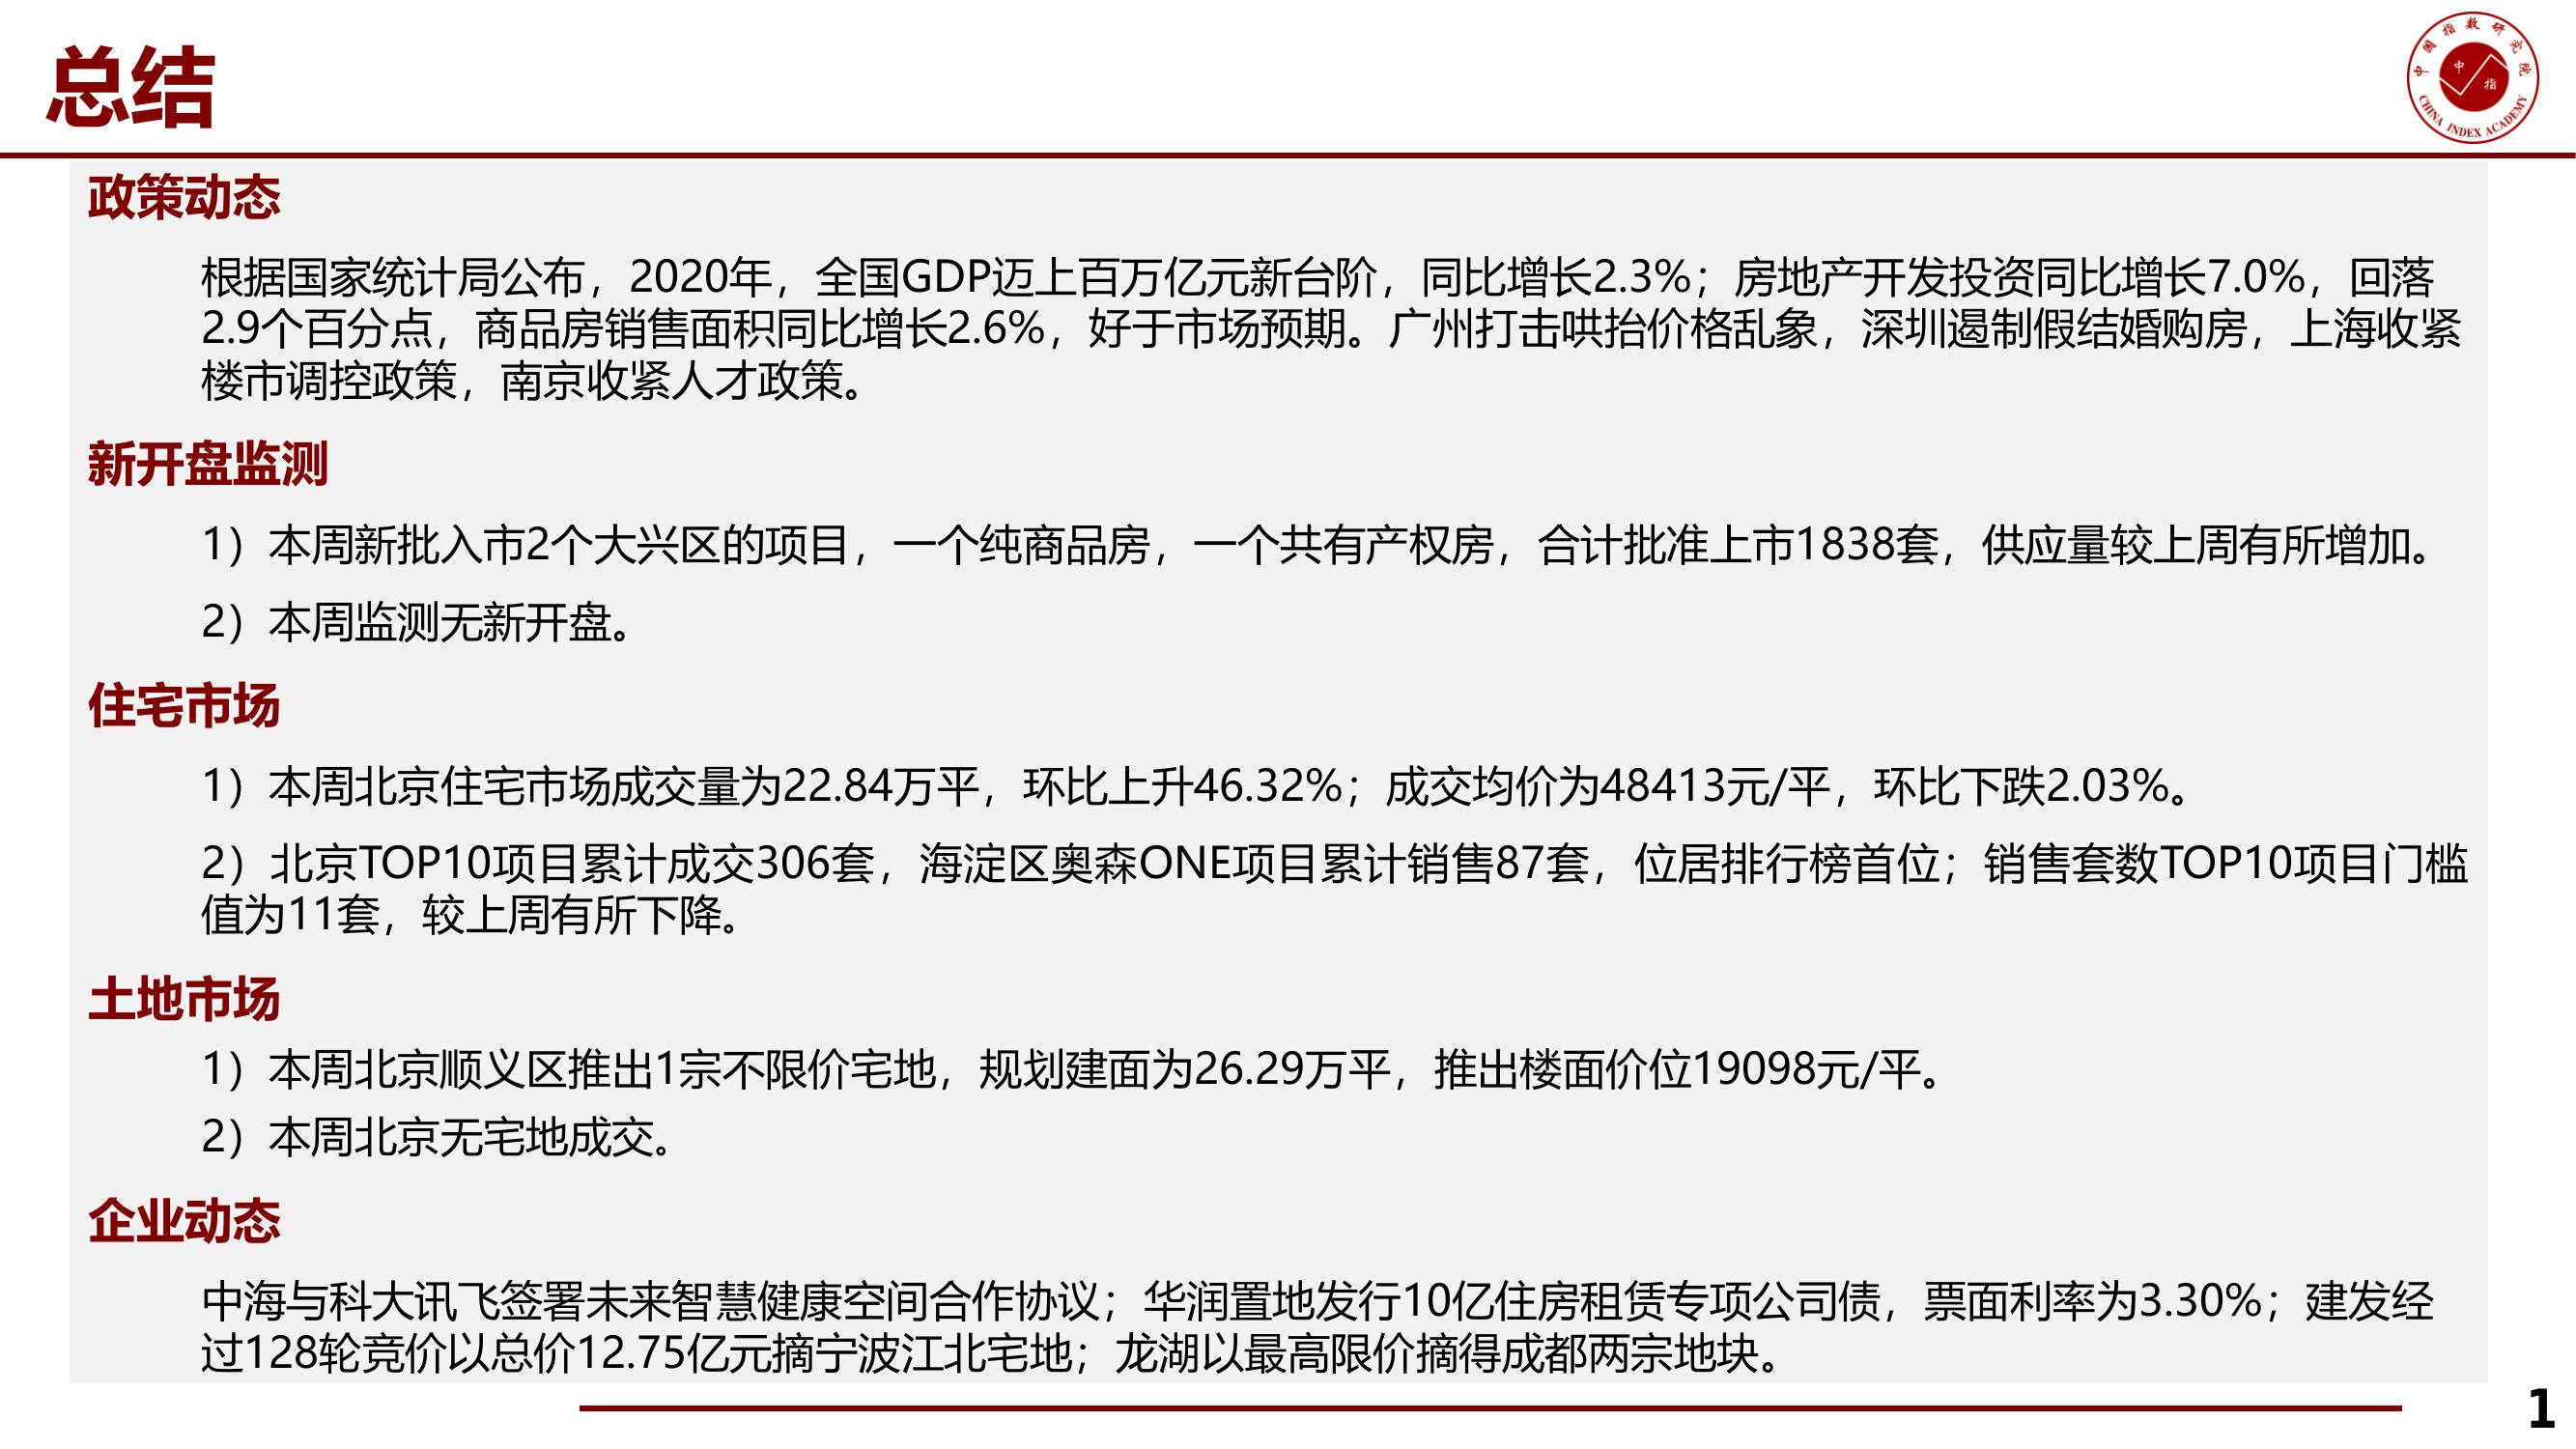 总结
中国指数研究院
中指
CHINA INDEX ACADEMY
政策动态
根据国家统计局公布，2020年，全国GDP迈上百万亿元新台阶，同比增长2.3%；房地产开发投资同比增长7.0%，回落
2.9个百分点，商品房销售面积同比增长2.6%，好于市场预期。广州打击哄抬价格乱象，深圳遏制假结婚购房，上海收紧
楼市调控政策，南京收紧人才政策。
新开盘监测
1）本周新批入市2个大兴区的项目，一个纯商品房，一个共有产权房，合计批准上市1838套，供应量较上周有所增加。
2）本周监测无新开盘。
住宅市场
1）本周北京住宅市场成交量为22.84万平，环比上升46.32%；成交均价为48413元/平，环比下跌2.03%。
2）北京TOP10项目累计成交306套，海淀区奥森ONE项目累计销售87套，位居排行榜首位；销售套数TOP10项目门槛
值为11套，较上周有所下降。
土地市场
1）本周北京顺义区推出1宗不限价宅地，规划建面为26.29万平，推出楼面价位19098元/平。
2）本周北京无宅地成交。
企业动态
中海与科大讯飞签署未来智慧健康空间合作协议；华润置地发行10亿住房租赁专项公司债，票面利率为3.30%；建发经
过128轮竞价以总价12.75亿元摘宁波江北宅地；龙湖以最高限价摘得成都两宗地块。
1